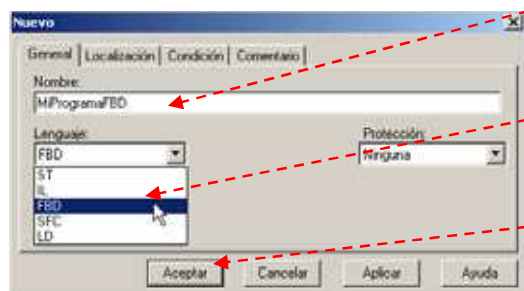 Nuevo
General Localización Condición Comentario
Nombre:
MiProgramaFBD
Lenguaje: Protección:
FBD Ninguna
ST
IL
FBD
SFC
LD
Aceptar Cancelar Aplicar Ayuda